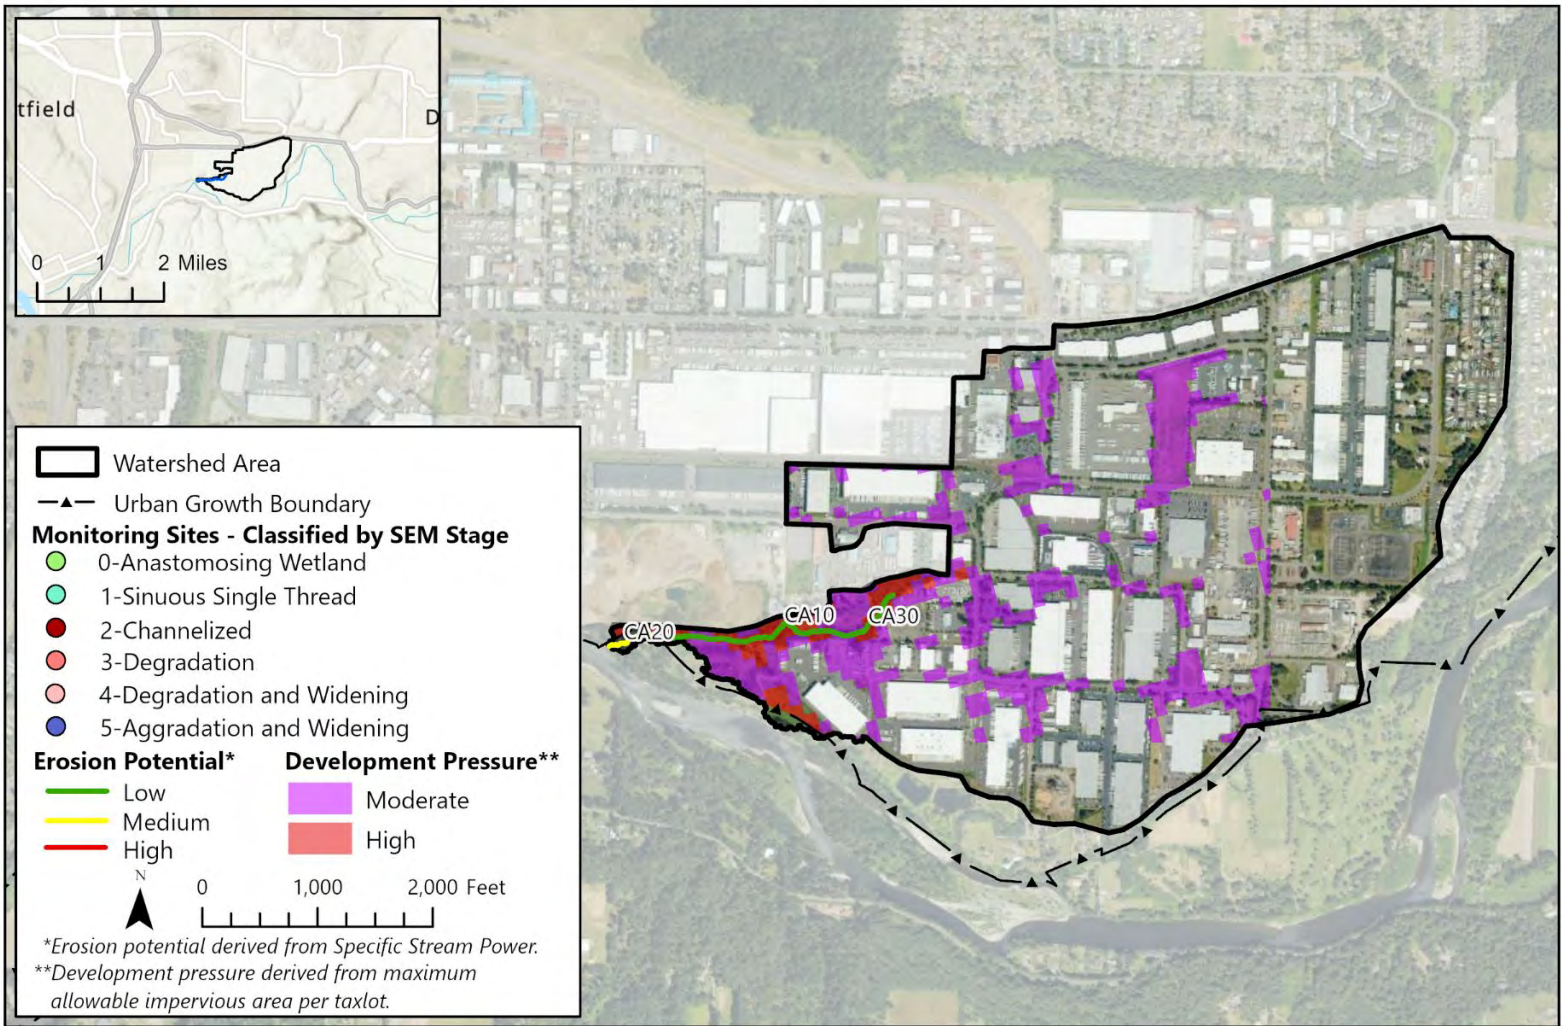 tfield
D
0 1 2 Miles
Watershed Area
Urban Growth Boundary
Monitoring Sites - Classified by SEM Stage
0-Anastomosing Wetland
1-Sinuous Single Thread
2-Channelized
3-Degradation
4-Degradation and Widening
5-Aggradation and Widening
Erosion Potential*
Low
Medium
High
Development Pressure**
Moderate
High
N
0 1,000 2,000 Feet
*Erosion potential derived from Specific Stream Power.
**Development pressure derived from maximum
allowable impervious area per taxlot.
CA20
CA10
CA30